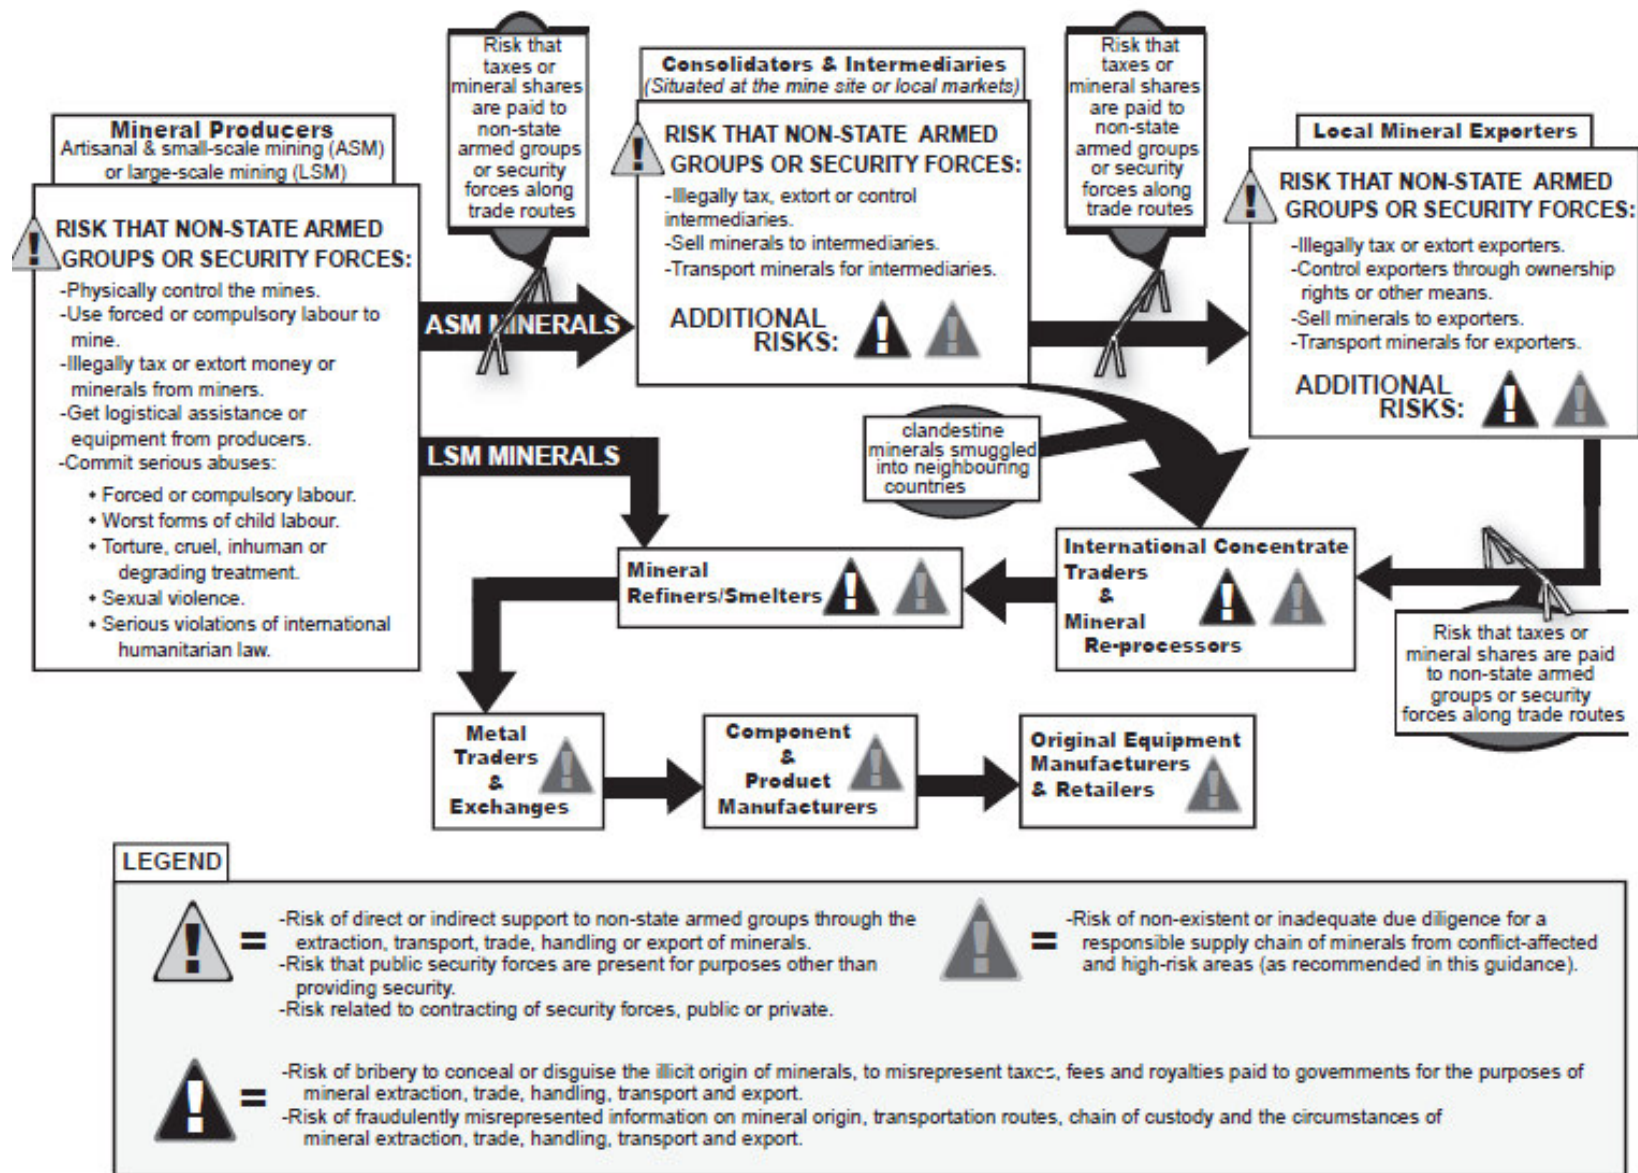 Mineral Producers
Artisanal & small-scale mining (ASM)
or large-scale mining (LSM)
!
RISK THAT NON-STATE ARMED
GROUPS OR SECURITY FORCES:
-Physically control the mines.
-Use forced or compulsory labour to
mine.
-Illegally tax or extort money or
minerals from miners.
-Get logistical assistance or
equipment from producers.
-Commit serious abuses:
• Forced or compulsory labour.
• Worst forms of child labour.
• Torture, cruel, inhuman or
degrading treatment.
• Sexual violence.
• Serious violations of international
humanitarian law.
Risk that
taxes or
mineral shares
are paid to
non-state
armed groups
or security
forces along
trade routes
ASM MINERALS
LSM MINERALS
Consolidators & Intermediaries
(Situated at the mine site or local markets)
!
RISK THAT NON-STATE ARMED
GROUPS OR SECURITY FORCES:
-Illegally tax, extort or control
intermediaries.
-Sell minerals to intermediaries.
-Transport minerals for intermediaries.
ADDITIONAL
RISKS:
! !
Risk that
taxes or
mineral shares
are paid to
non-state
armed groups
or security
forces along
trade routes
Local Mineral Exporters
!
RISK THAT NON-STATE ARMED
GROUPS OR SECURITY FORCES:
-Illegally tax or extort exporters.
-Control exporters through ownership
rights or other means.
-Sell minerals to exporters.
-Transport minerals for exporters.
ADDITIONAL
RISKS:
! !
clandestine
minerals smuggled
into neighbouring
countries
Risk that taxes or
mineral shares are paid
to non-state armed
groups or security
forces along trade routes
International Concentrate
Traders
&
Mineral
Re-processors
! !
Mineral
Refiners/Smelters
! !
Metal
Traders
&
Exchanges
!
Component
&
Product
Manufacturers
!
Original Equipment
Manufacturers
& Retailers
!
LEGEND
! =
-Risk of direct or indirect support to non-state armed groups through the
extraction, transport, trade, handling or export of minerals.
-Risk that public security forces are present for purposes other than
providing security.
-Risk related to contracting of security forces, public or private.
! =
-Risk of non-existent or inadequate due diligence for a
responsible supply chain of minerals from conflict-affected
and high-risk areas (as recommended in this guidance).
! =
-Risk of bribery to conceal or disguise the illicit origin of minerals, to misrepresent taxes, fees and royalties paid to governments for the purposes of
mineral extraction, trade, handling, transport and export.
-Risk of fraudulently misrepresented information on mineral origin, transportation routes, chain of custody and the circumstances of
mineral extraction, trade, handling, transport and export.